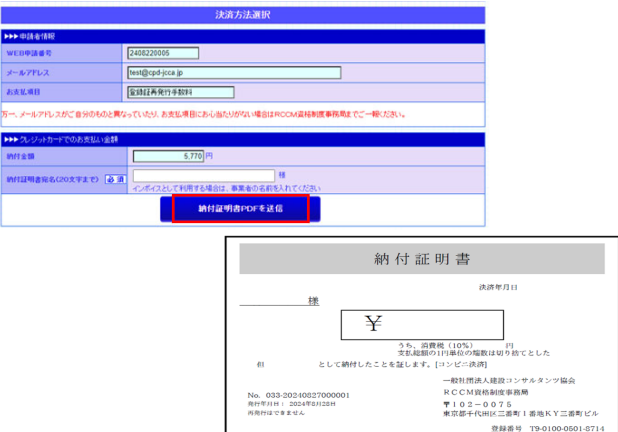 決済方法選択
▶▶▶ 申請者情報
WEB申請番号 2408220005
メールアドレス test@cpd-jcca.jp
お支払項目 登録証再発行手数料
万一、メールアドレスがご自分のものと異なっていたり、お支払項目にお心当たりがない場合はRCCM資格制度事務局までご一報ください。
▶▶▶ クレジットカードでのお支払い金額
納付金額 5,770 円
納付証明書宛名(20文字まで) 必須 様
インボイスとして利用する場合は、事業者の名前を入れてください
納付証明書PDFを送信
納付証明書
決済年月日
様
¥
うち、消費税（10%） 円
支払総額の1円単位の端数は切り捨てとした
但 として納付したことを証します。[コンビニ決済]
一般社団法人建設コンサルタンツ協会
RCCM資格制度事務局
〒102-0075
東京都千代田区三番町1番地KY三番町ビル
No. 033-20240827000001
発行年月日： 2024年8月28日
再発行はできません
登録番号 T9-0100-0501-8714